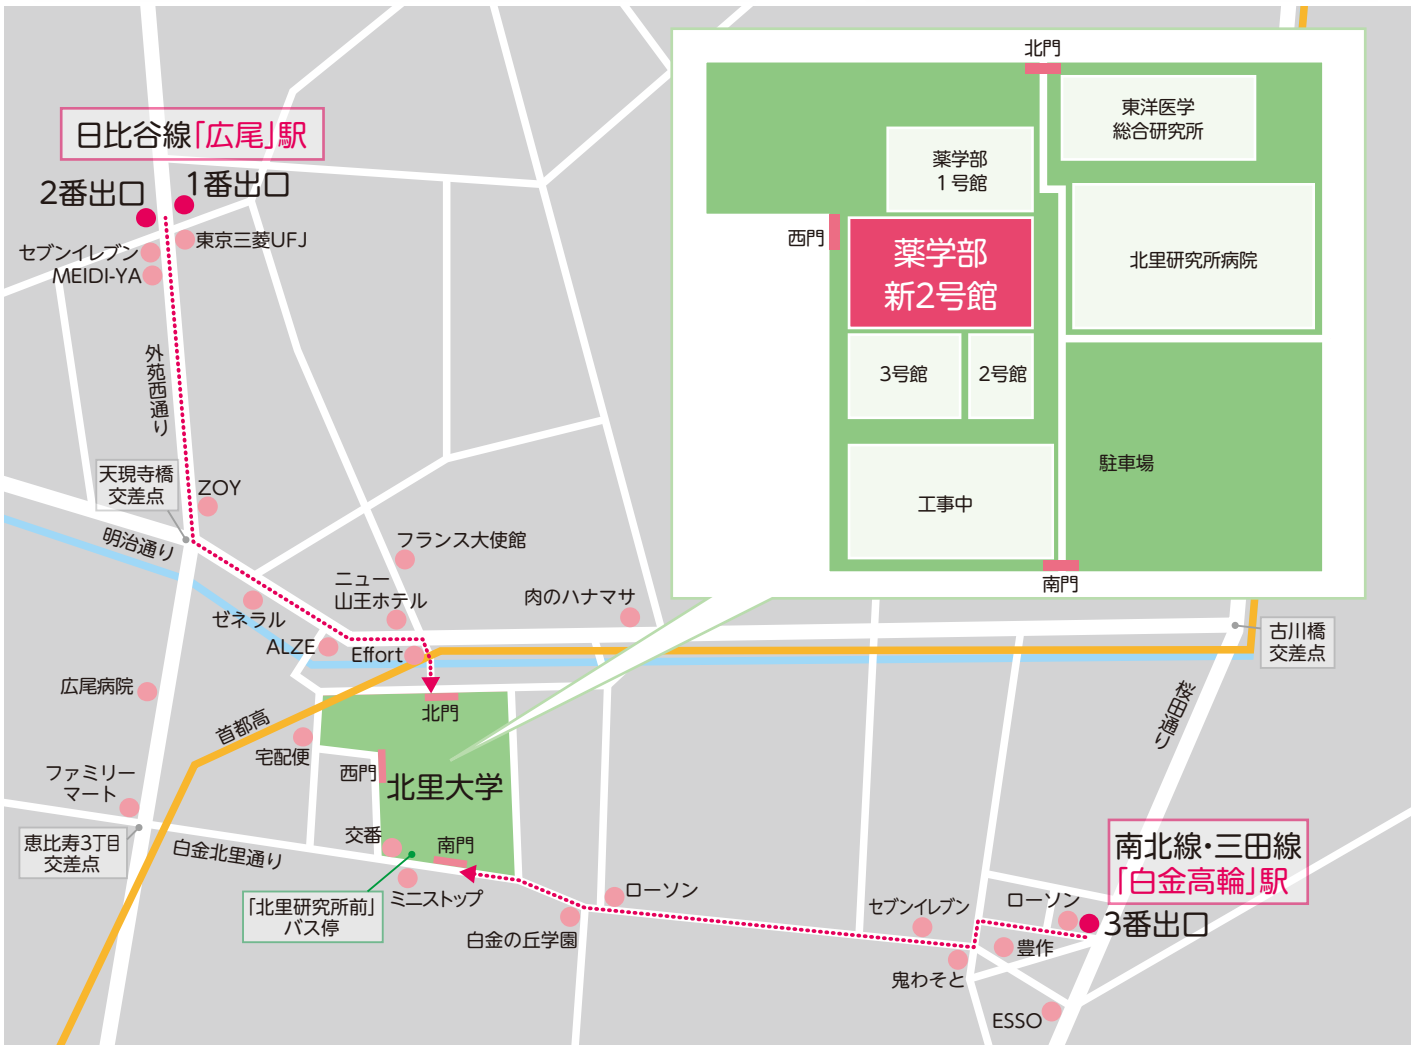 日比谷線「広尾」駅
2番出口
1番出口
セブンイレブン
MEIDI-YA
東京三菱UFJ
外苑西通り
天現寺橋
交差点
ZOY
明治通り
フランス大使館
ニュー
山王ホテル
肉のハナマサ
ゼネラル
ALZE
Effort
広尾病院
首都高
北門
宅配便
西門
北里大学
ファミリー
マート
交番
南門
恵比寿3丁目
交差点
白金北里通り
「北里研究所前」
バス停
ミニストップ
ローソン
白金の丘学園
セブンイレブン
鬼わそと
豊作
ローソン
3番出口
ESSO
南北線・三田線
「白金高輪」駅
古川橋
交差点
桜田通り
北門
東洋医学
総合研究所
薬学部
1号館
西門
薬学部
新2号館
北里研究所病院
3号館
2号館
工事中
駐車場
南門